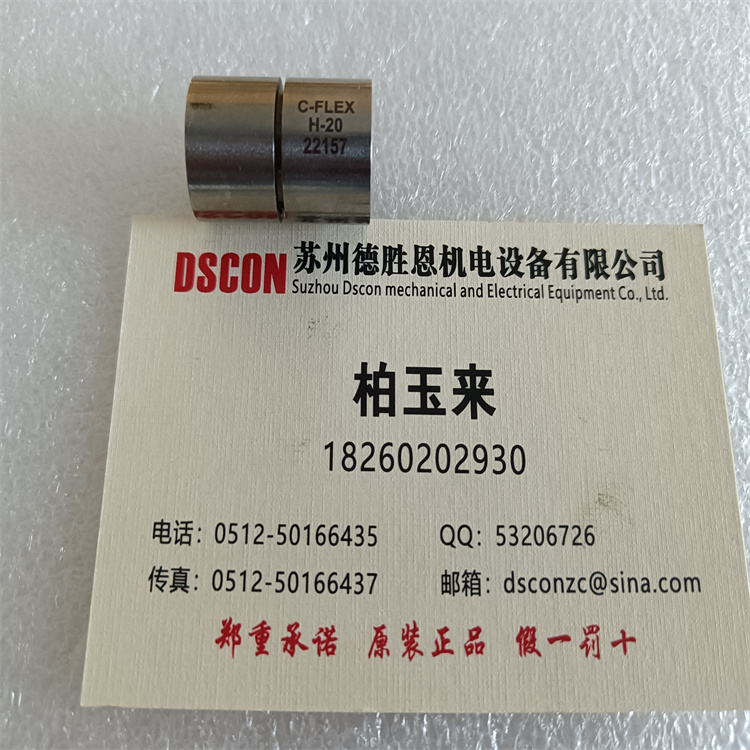 C-FLEX
H-20
22157
DSCON 苏州德胜恩机电设备有限公司
Suzhou Dscon mechanical and Electrical Equipment Co., Ltd.
柏玉来
18260202930
电话：0512-50166435 QQ：53206726
传真：0512-50166437 邮箱：dsconzc@sina.com
郑重承诺 原装正品 假一罚十